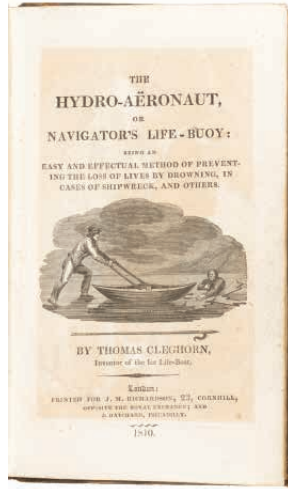 THE
HYDRO-AËRONAUT,
OR
NAVIGATOR'S LIFE-BUOY:
BEING AN
EASY AND EFFECTUAL METHOD OF PREVENT-
ING THE LOSS OF LIVES BY DROWNING, IN
CASES OF SHIPWRECK, AND OTHERS.
BY THOMAS CLEGHORN,
Inventor of the Ice Life-Boat.
London:
PRINTED FOR J. M. RICHARDSON, 23, CORNHILL,
OPPOSITE THE ROYAL EXCHANGE; AND
J. HATCHARD, PICCADILLY.
1810.